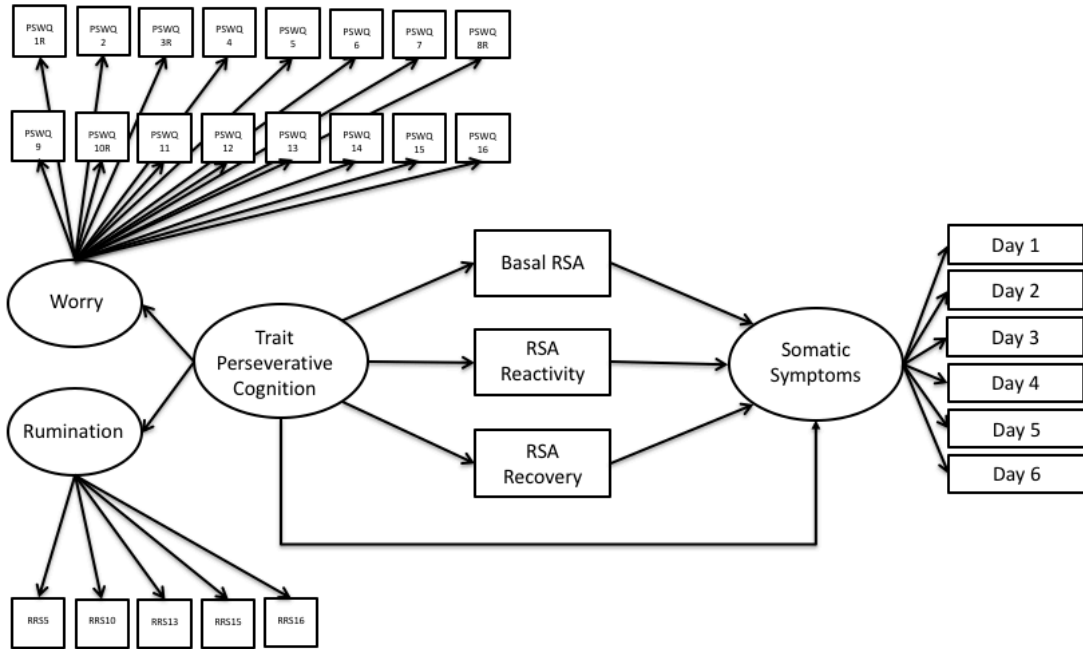 PSWQ
1R
PSWQ
2
PSWQ
3R
PSWQ
4
PSWQ
5
PSWQ
6
PSWQ
7
PSWQ
8R
PSWQ
9
PSWQ
10R
PSWQ
11
PSWQ
12
PSWQ
13
PSWQ
14
PSWQ
15
PSWQ
16
Worry
Rumination
Trait
Perseverative
Cognition
Basal RSA
RSA
Reactivity
RSA
Recovery
Somatic
Symptoms
Day 1
Day 2
Day 3
Day 4
Day 5
Day 6
RRS5
RRS10
RRS13
RRS15
RRS16